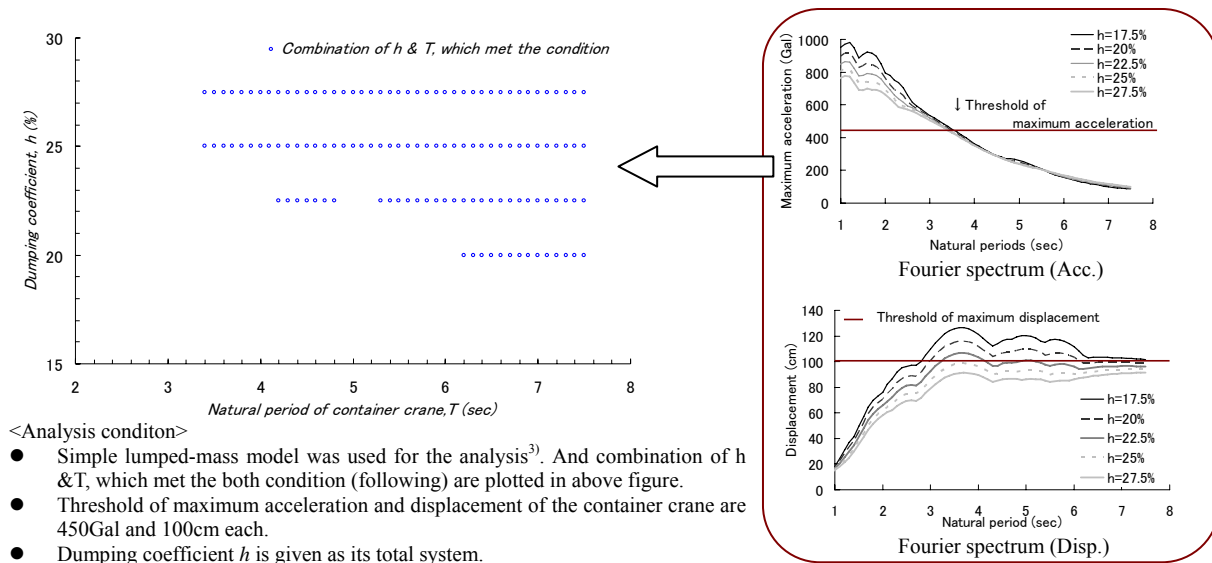 30
25
20
15
Dumping coefficient, h (%)
Combination of h & T, which met the condition
2 3 4 5 6 7 8
Natural period of container crane,T (sec)
<Analysis conditon>
● Simple lumped-mass model was used for the analysis3). And combination of h
&T, which met the both condition (following) are plotted in above figure.
● Threshold of maximum acceleration and displacement of the container crane are
450Gal and 100cm each.
● Dumping coefficient h is given as its total system.
1000
800
600
400
200
0
Maximum acceleration (Gal)
h=17.5%
h=20%
h=22.5%
h=25%
h=27.5%
↓ Threshold of
maximum acceleration
1 2 3 4 5 6 7 8
Natural periods (sec)
Fourier spectrum (Acc.)
140
120
100
80
60
40
20
0
Displacement (cm)
Threshold of maximum displacement
h=17.5%
h=20%
h=22.5%
h=25%
h=27.5%
1 2 3 4 5 6 7 8
Natural period (sec)
Fourier spectrum (Disp.)